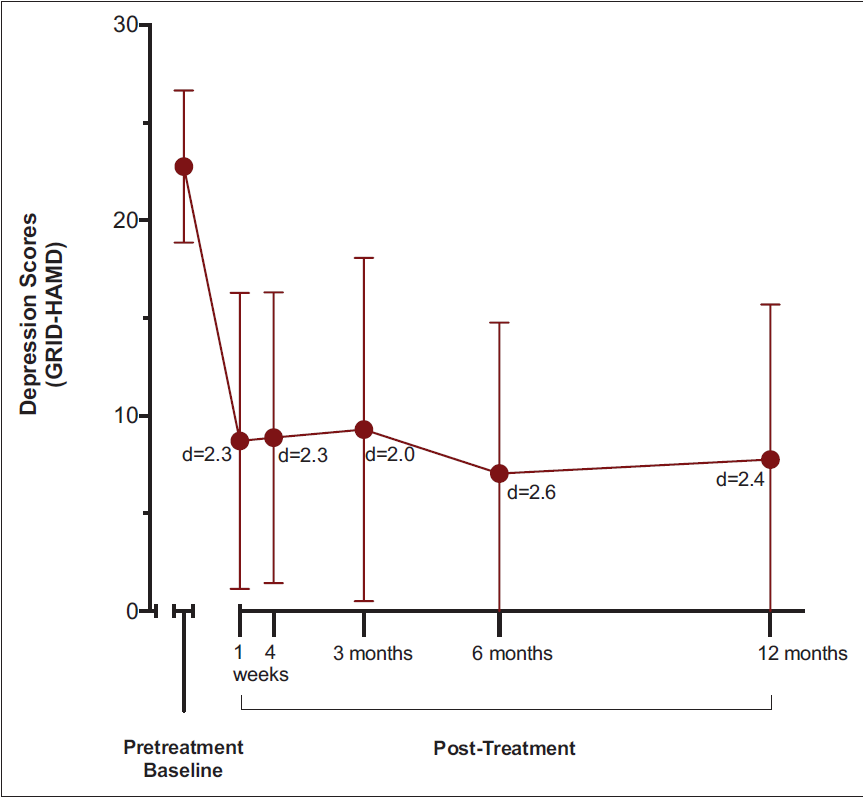 Depression Scores
(GRID-HAMD)
30
20
10
0
d=2.3
d=2.3
d=2.0
d=2.6
d=2.4
1
4
weeks
3 months
6 months
12 months
Pretreatment
Baseline
Post-Treatment